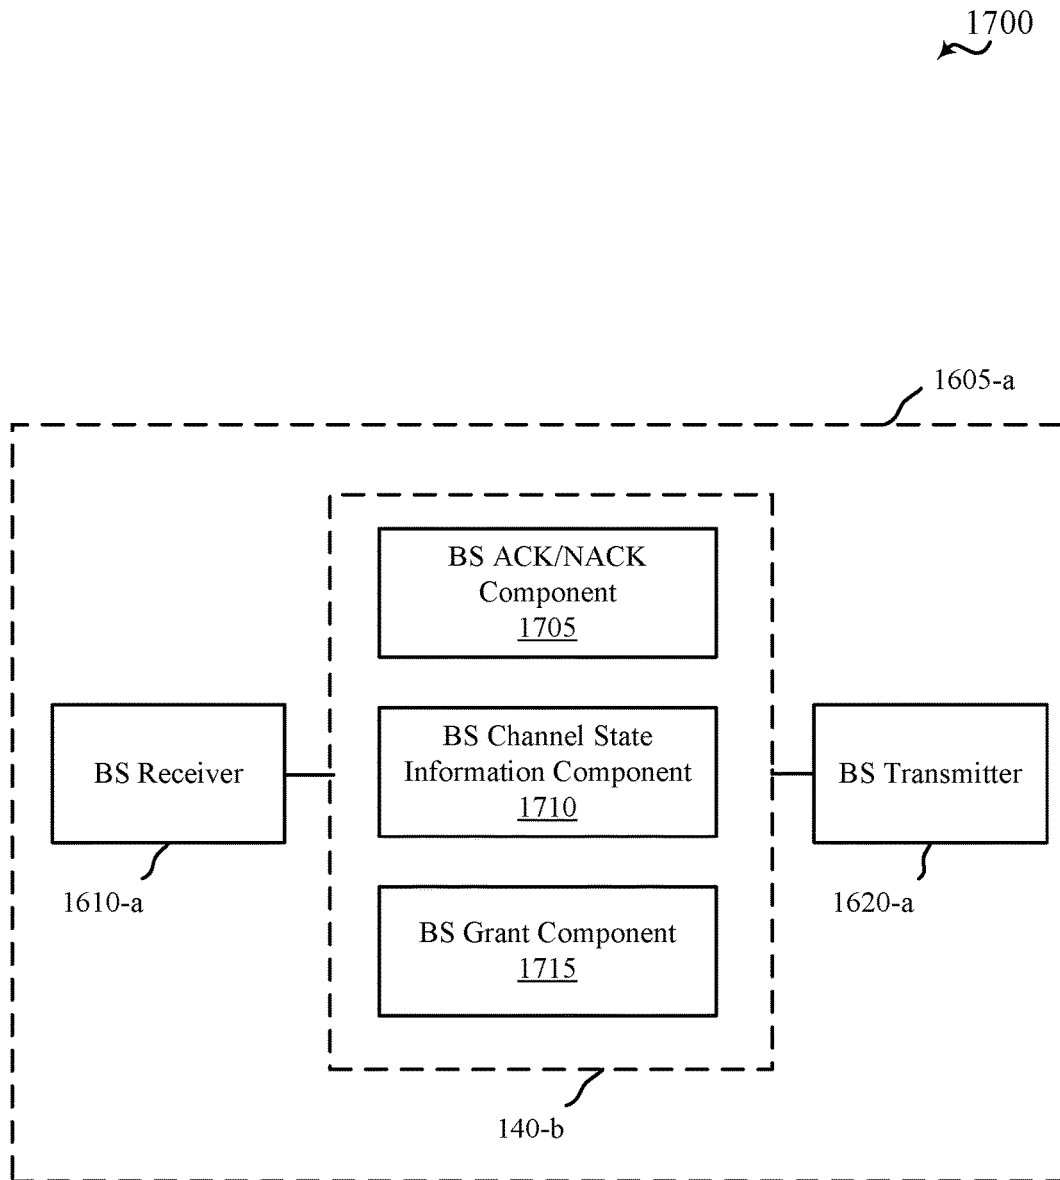 1700
1605-a
BS ACK/NACK
Component
1705
BS Receiver
BS Channel State
Information Component
1710
BS Transmitter
1610-a
1620-a
BS Grant Component
1715
140-b